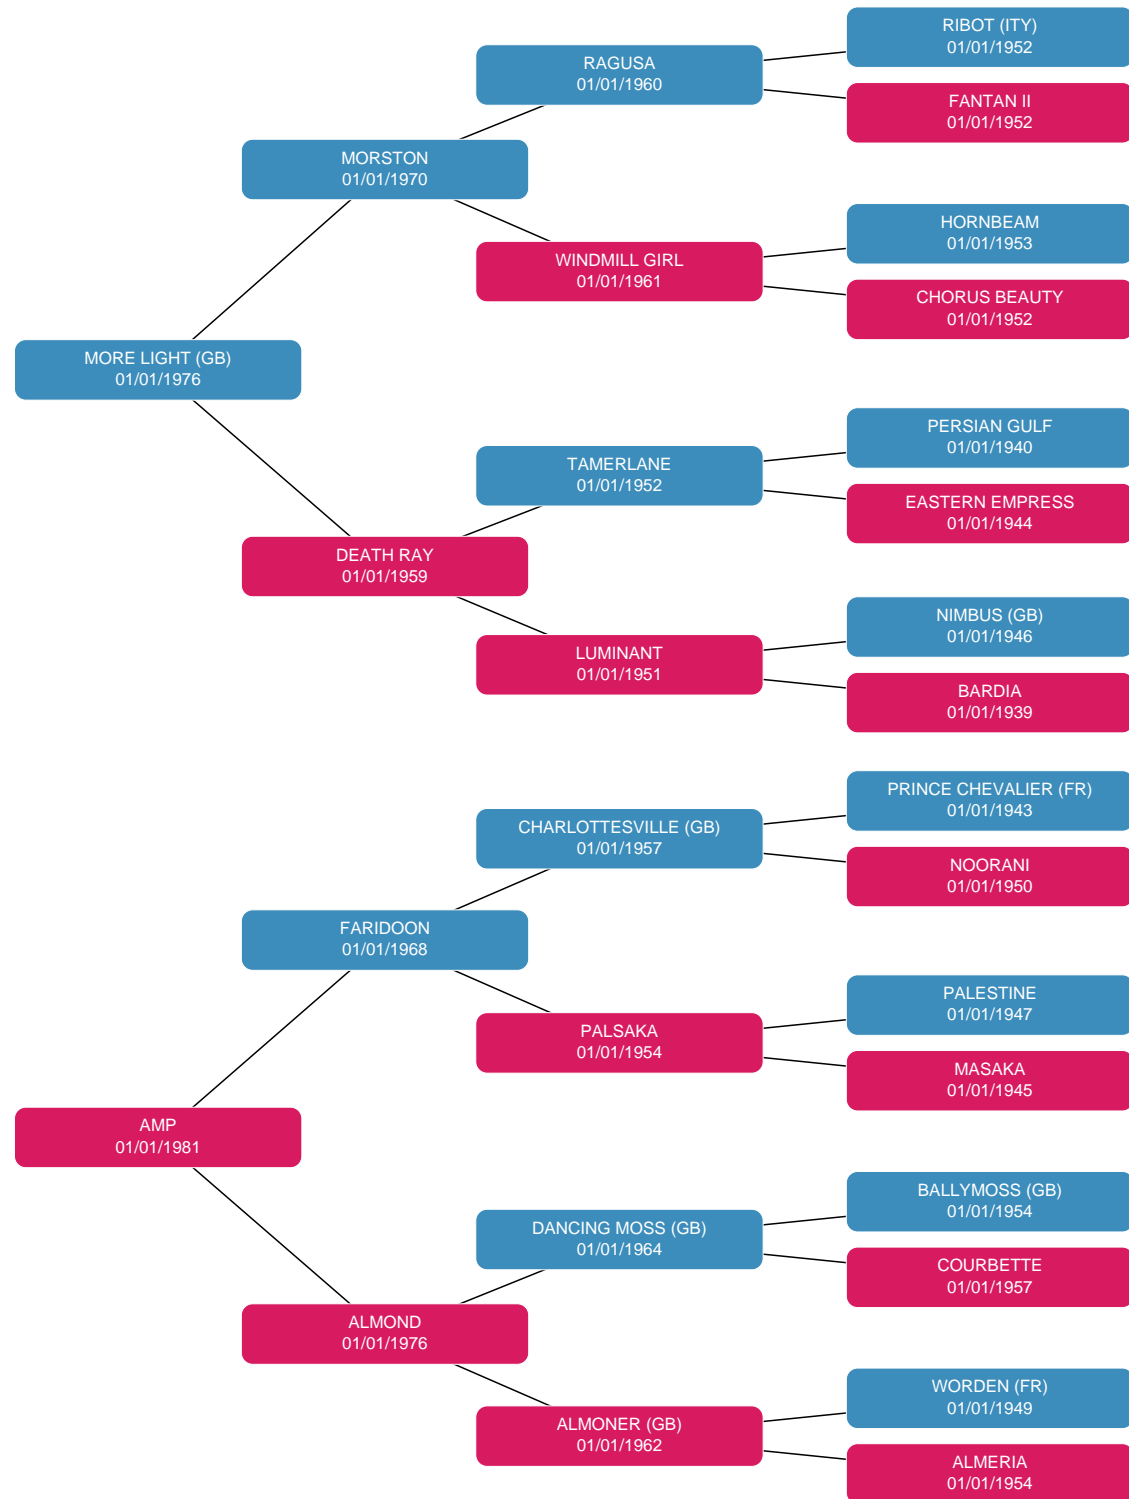 RIBOT (ITY)
01/01/1952
RAGUSA
01/01/1960
FANTAN II
01/01/1952
MORSTON
01/01/1970
HORNBEAM
01/01/1953
WINDMILL GIRL
01/01/1961
CHORUS BEAUTY
01/01/1952
MORE LIGHT (GB)
01/01/1976
PERSIAN GULF
01/01/1940
TAMERLANE
01/01/1952
EASTERN EMPRESS
01/01/1944
DEATH RAY
01/01/1959
NIMBUS (GB)
01/01/1946
LUMINANT
01/01/1951
BARDIA
01/01/1939
PRINCE CHEVALIER (FR)
01/01/1943
CHARLOTTESVILLE (GB)
01/01/1957
NOORANI
01/01/1950
FARIDOON
01/01/1968
PALESTINE
01/01/1947
PALSAKA
01/01/1954
MASAKA
01/01/1945
AMP
01/01/1981
BALLYMOSS (GB)
01/01/1954
DANCING MOSS (GB)
01/01/1964
COURBETTE
01/01/1957
ALMOND
01/01/1976
WORDEN (FR)
01/01/1949
ALMONER (GB)
01/01/1962
ALMERIA
01/01/1954